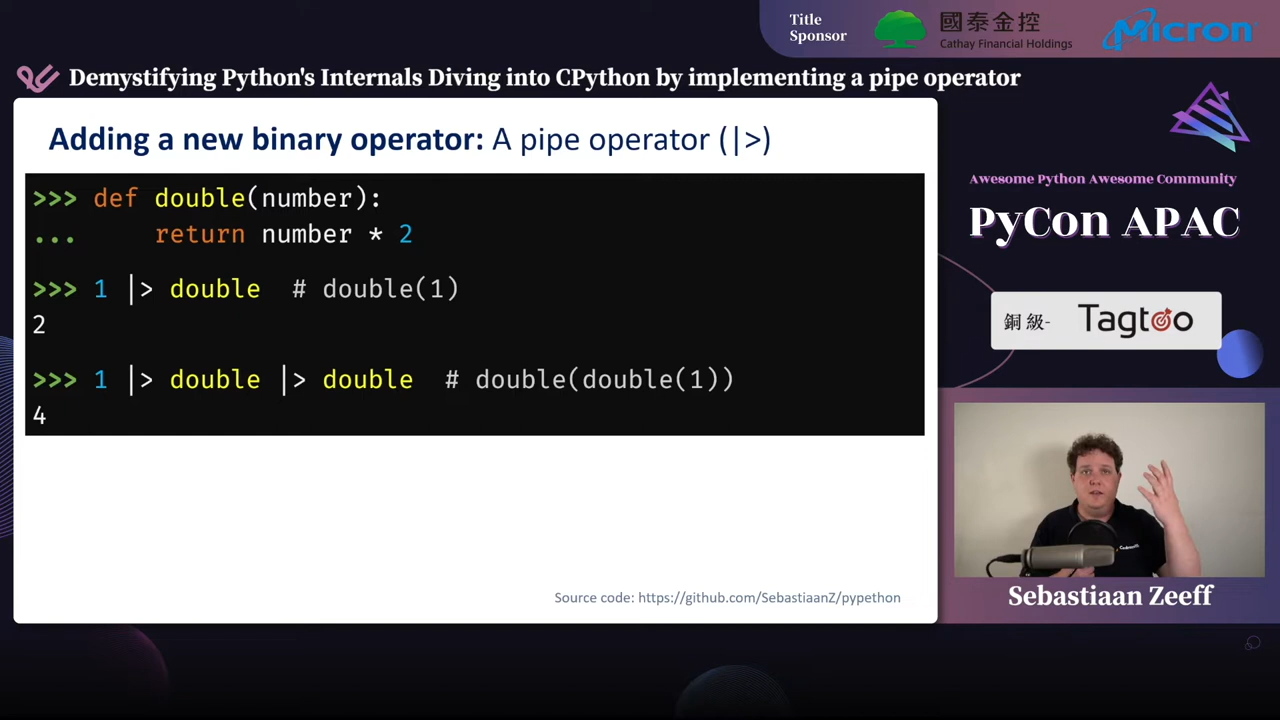 Title
Sponsor
國泰金控
Cathay Financial Holdings
Micron
Demystifying Python's Internals Diving into CPython by implementing a pipe operator
Adding a new binary operator: A pipe operator (|>)
>>> def double(number):
...     return number * 2
>>> 1 |> double  # double(1)
2
>>> 1 |> double |> double  # double(double(1))
4
Source code: https://github.com/SebastiaanZ/pypethon
Awesome Python Awesome Community
PyCon APAC
銅級- Tagtoo
Sebastiaan Zeeff